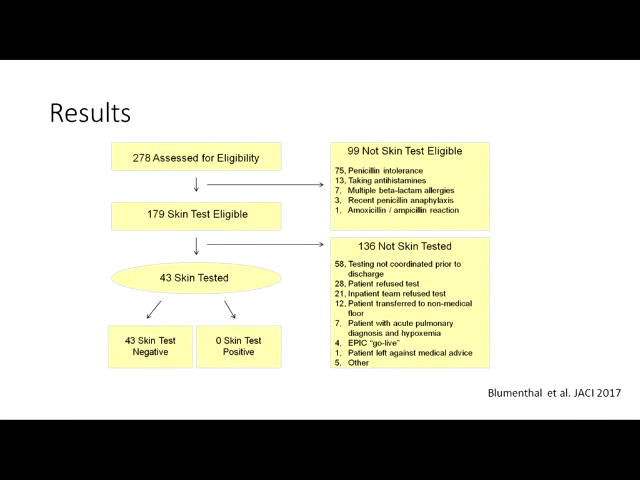 Results
278 Assessed for Eligibility
99 Not Skin Test Eligible
75, Penicillin intolerance
13, Taking antihistamines
7, Multiple beta-lactam allergies
3, Recent penicillin anaphylaxis
1, Amoxicillin / ampicillin reaction
179 Skin Test Eligible
136 Not Skin Tested
58, Testing not coordinated prior to
discharge
28, Patient refused test
21, Inpatient team refused test
12, Patient transferred to non-medical
floor
7, Patient with acute pulmonary
diagnosis and hypoxemia
4, EPIC "go-live"
1, Patient left against medical advice
5, Other
43 Skin Tested
43 Skin Test
Negative
0 Skin Test
Positive
Blumenthal et al. JACI 2017